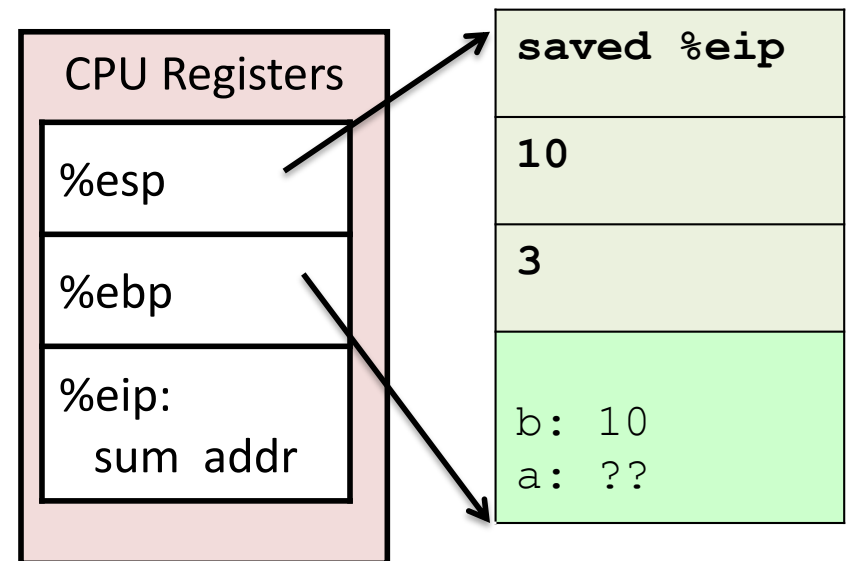 CPU Registers
%esp
%ebp
%eip:
sum addr
saved %eip
10
3
b: 10
a: ??